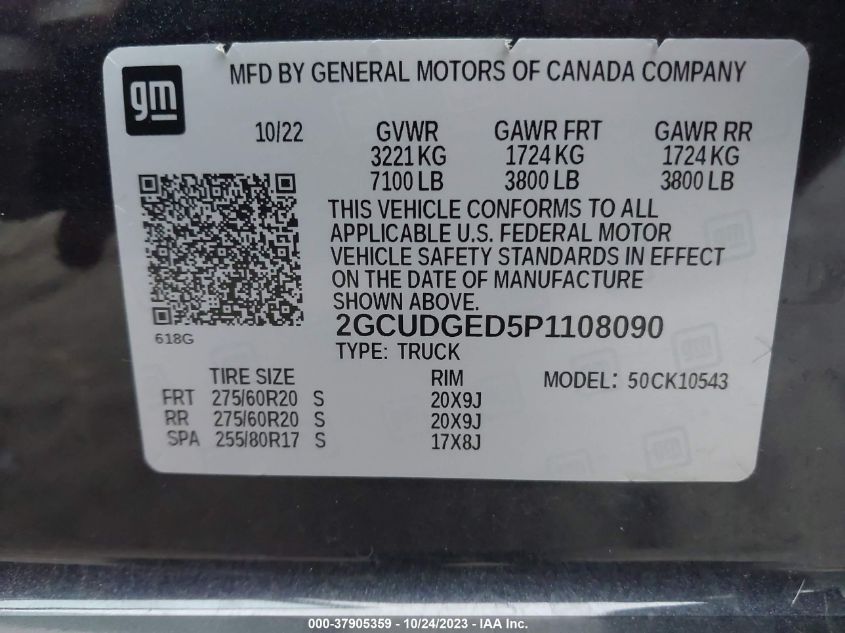 gm
MFD BY GENERAL MOTORS OF CANADA COMPANY
10/22 GVWR GAWR FRT GAWR RR
3221 KG 1724 KG 1724 KG
7100 LB 3800 LB 3800 LB
THIS VEHICLE CONFORMS TO ALL
APPLICABLE U.S. FEDERAL MOTOR
VEHICLE SAFETY STANDARDS IN EFFECT
ON THE DATE OF MANUFACTURE
SHOWN ABOVE.
2GCUDGED5P1108090
618G
TYPE: TRUCK
TIRE SIZE RIM MODEL: 50CK10543
FRT 275/60R20 S 20X9J
RR 275/60R20 S 20X9J
SPA 255/80R17 S 17X8J
000-37905359 - 10/24/2023 - IAA Inc.